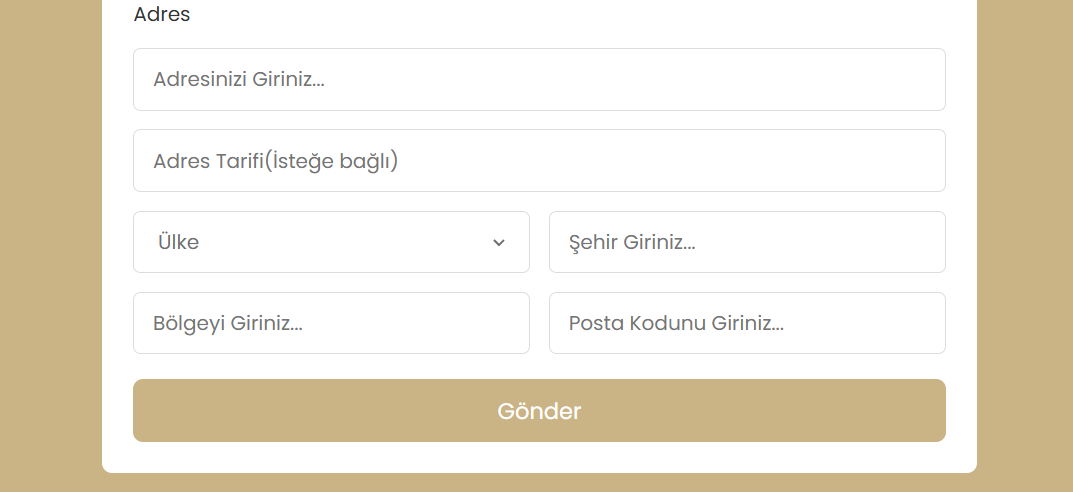 Adres
Adresinizi Giriniz...
Adres Tarifi(İsteğe bağlı)
Ülke
Şehir Giriniz...
Bölgeyi Giriniz...
Posta Kodunu Giriniz...
Gönder